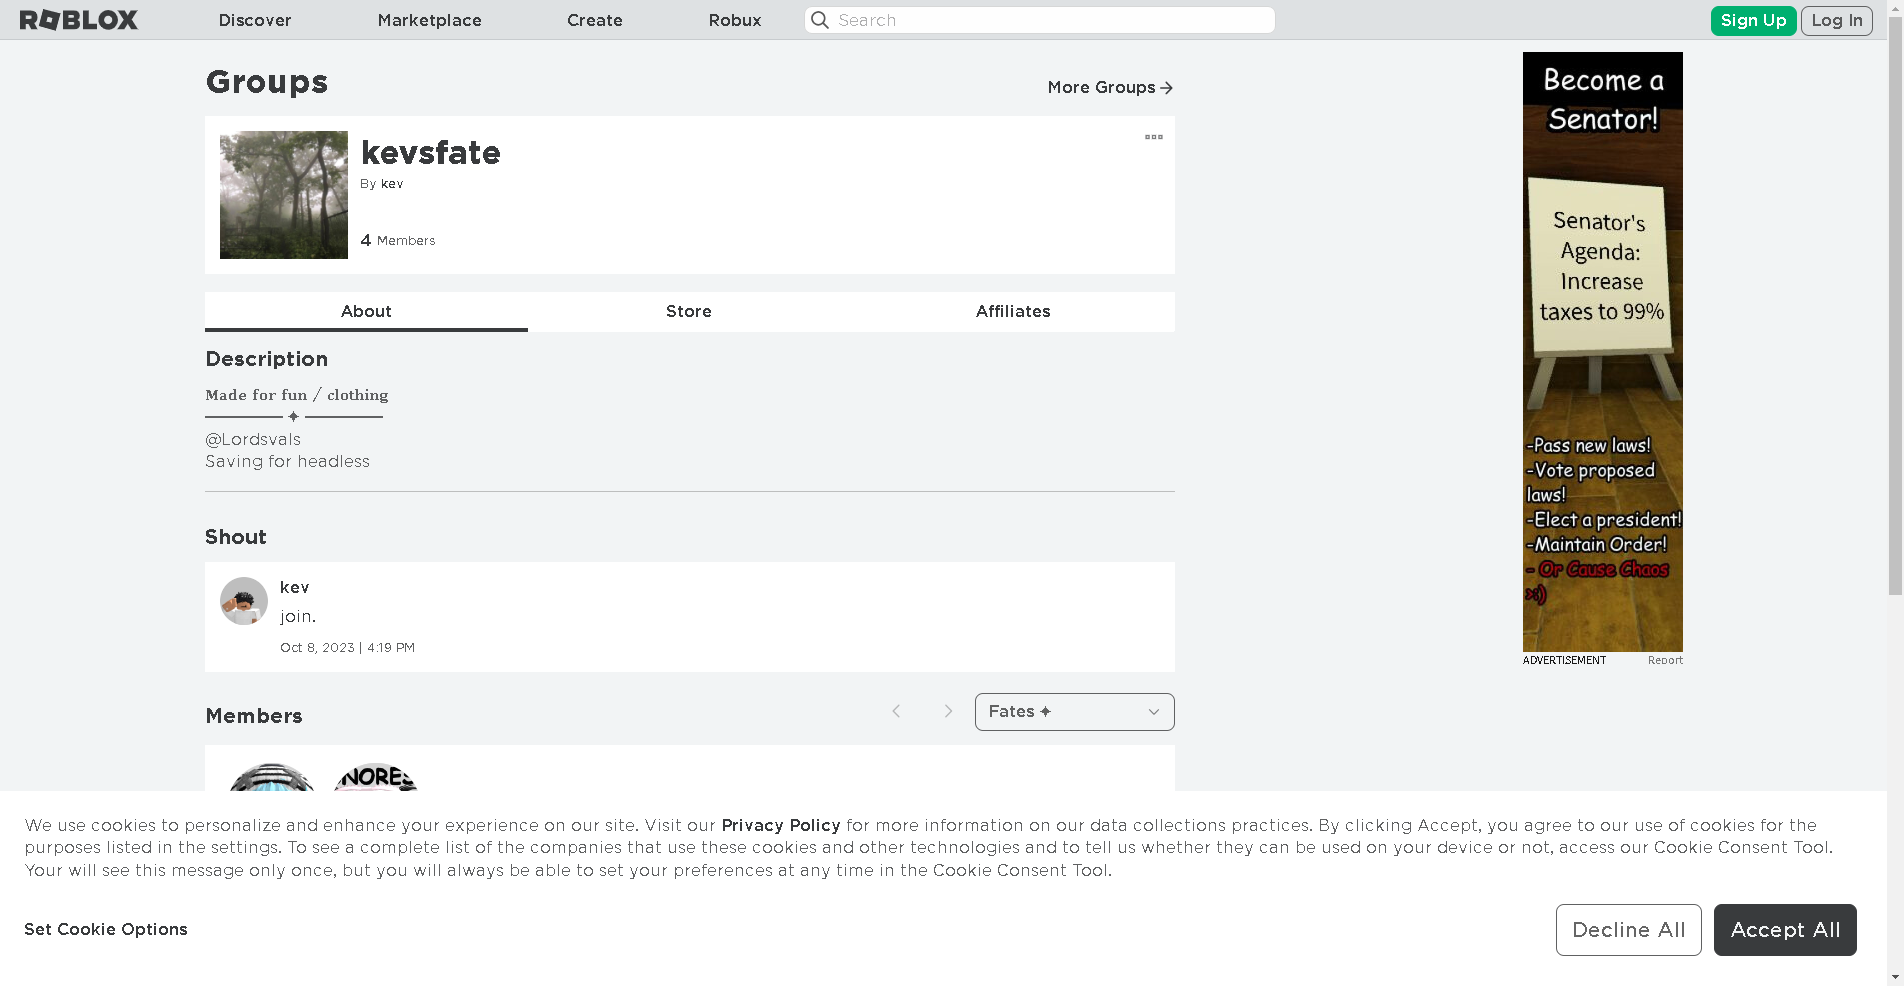 ROBLOX
Discover
Marketplace
Create
Robux
Search
Sign Up
Log In
Groups
More Groups
kevsfate
By kev
4 Members
About
Store
Affiliates
Description
Made for fun / clothing
@Lordsvals
Saving for headless
Shout
kev
join.
Oct 8, 2023 | 4:19 PM
Members
Fates ✦
NORES
Become a
Senator!
Senator's
Agenda:
Increase
taxes to 99%
-Pass new laws!
-Vote proposed
laws!
-Elect a president!
-Maintain Order!
- Or Cause Chaos
>:)
ADVERTISEMENT
Report
We use cookies to personalize and enhance your experience on our site. Visit our Privacy Policy for more information on our data collections practices. By clicking Accept, you agree to our use of cookies for the
purposes listed in the settings. To see a complete list of the companies that use these cookies and other technologies and to tell us whether they can be used on your device or not, access our Cookie Consent Tool.
Your will see this message only once, but you will always be able to set your preferences at any time in the Cookie Consent Tool.
Set Cookie Options
Decline All
Accept All